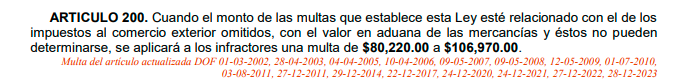 ARTICULO 200. Cuando el monto de las multas que establece esta Ley esté relacionado con el de los
impuestos al comercio exterior omitidos, con el valor en aduana de las mercancías y éstos no pueden
determinarse, se aplicará a los infractores una multa de $80,220.00 a $106,970.00.
Multa del artículo actualizada DOF 01-03-2002, 28-04-2003, 04-04-2005, 10-04-2006, 09-05-2007, 09-05-2008, 12-05-2009, 01-07-2010,
03-08-2011, 27-12-2011, 29-12-2014, 22-12-2017, 24-12-2020, 24-12-2021, 27-12-2022, 28-12-2023